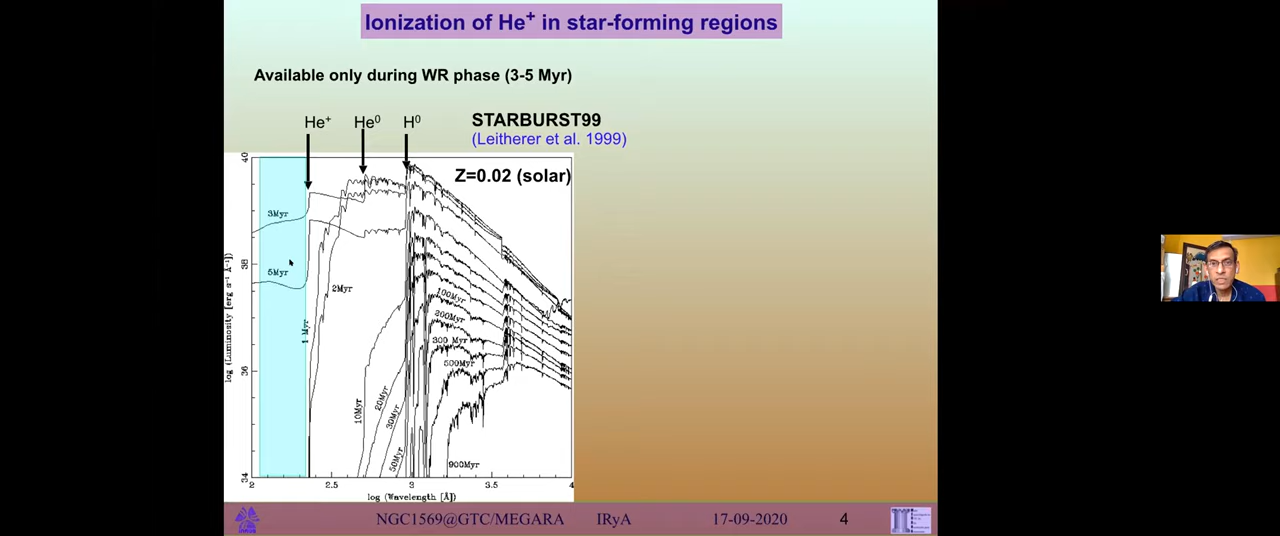 Ionization of He⁺ in star-forming regions
Available only during WR phase (3-5 Myr)
He⁺ He⁰ H⁰
STARBURST99
(Leitherer et al. 1999)
Z=0.02 (solar)
3Myr
5Myr
2Myr
1 Myr
100Myr
200Myr
300 Myr
500Myr
10Myr
20Myr
30Myr
50Myr
900Myr
log (Luminosity [erg s⁻¹ Å⁻¹])
40
38
36
34
2 2.5 3 3.5 4
log (Wavelength [Å])
NGC1569@GTC/MEGARA IRyA 17-09-2020 4